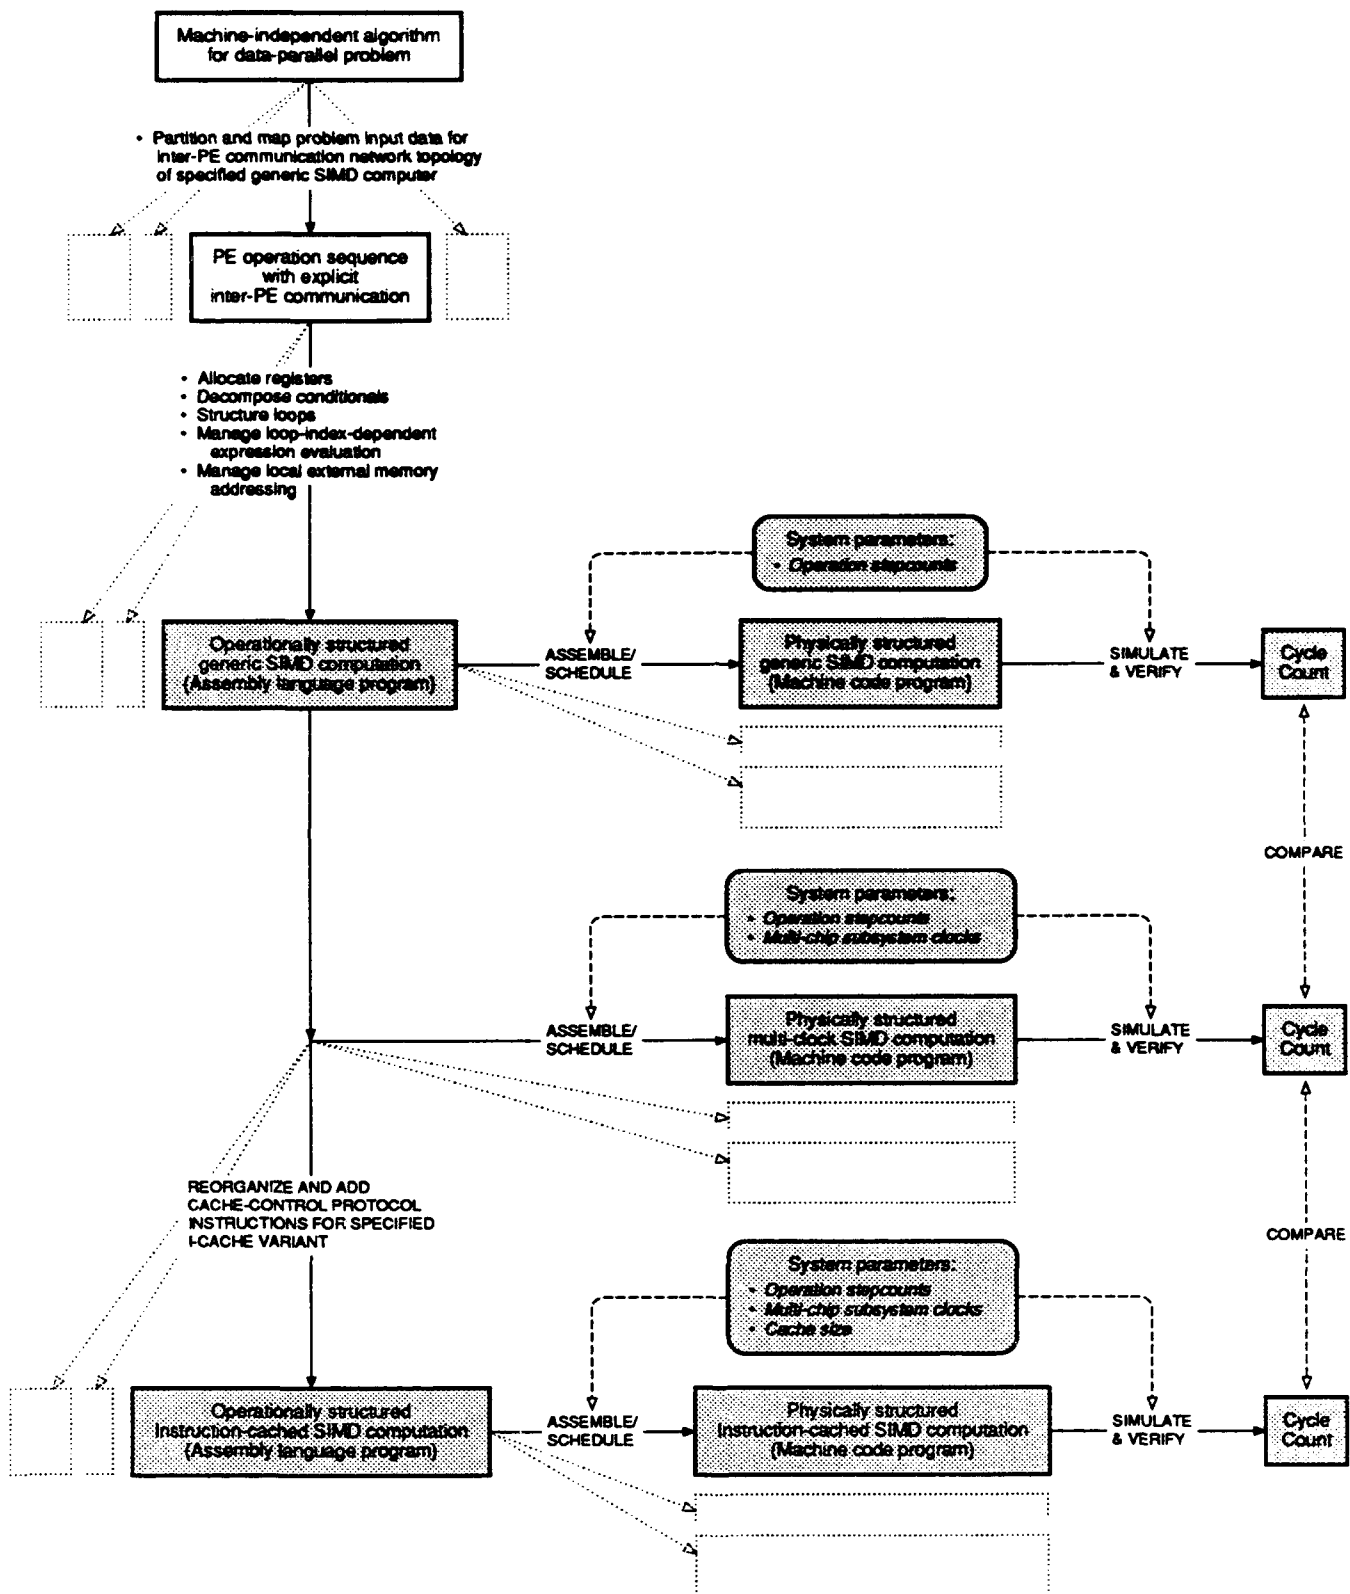 Machine-independent algorithm
for data-parallel problem
• Partition and map problem input data for
inter-PE communication network topology
of specified generic SIMD computer
PE operation sequence
with explicit
inter-PE communication
• Allocate registers
• Decompose conditionals
• Structure loops
• Manage loop-index-dependent
expression evaluation
• Manage local external memory
addressing
System parameters:
• Operation stepcounts
Operationally structured
generic SIMD computation
(Assembly language program)
ASSEMBLE/
SCHEDULE
Physically structured
generic SIMD computation
(Machine code program)
SIMULATE
& VERIFY
Cycle
Count
COMPARE
System parameters:
• Operation stepcounts
• Multi-chip subsystem clocks
ASSEMBLE/
SCHEDULE
Physically structured
multi-clock SIMD computation
(Machine code program)
SIMULATE
& VERIFY
Cycle
Count
REORGANIZE AND ADD
CACHE-CONTROL PROTOCOL
INSTRUCTIONS FOR SPECIFIED
I-CACHE VARIANT
COMPARE
System parameters:
• Operation stepcounts
• Multi-chip subsystem clocks
• Cache size
Operationally structured
Instruction-cached SIMD computation
(Assembly language program)
ASSEMBLE/
SCHEDULE
Physically structured
Instruction-cached SIMD computation
(Machine code program)
SIMULATE
& VERIFY
Cycle
Count